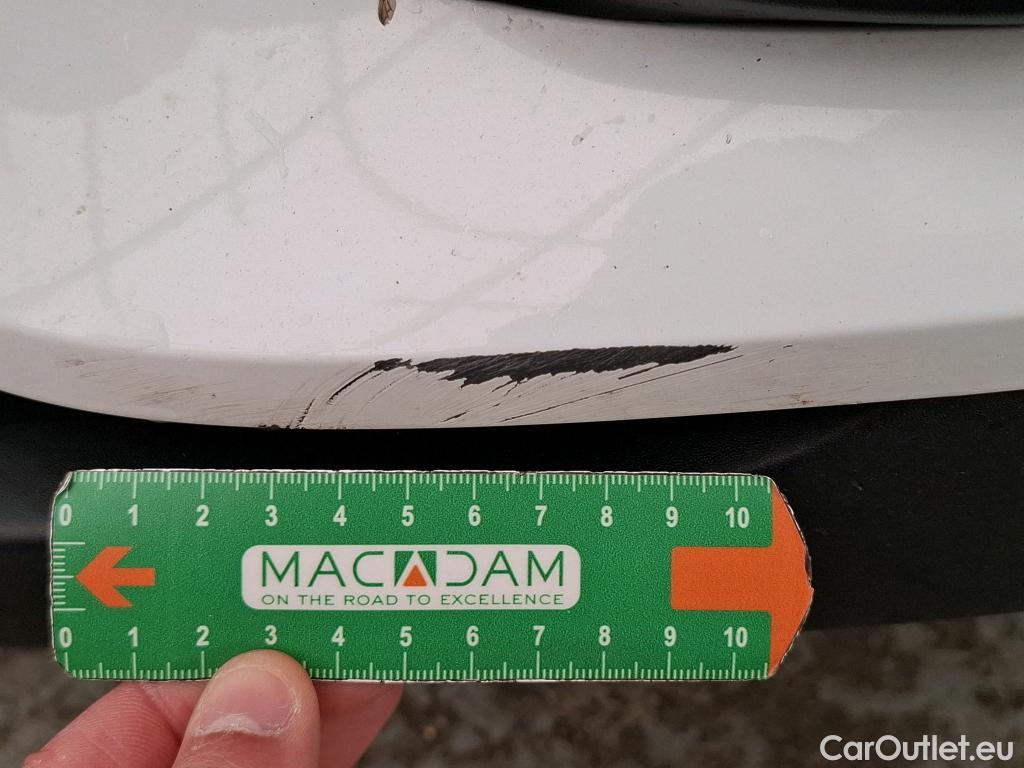 0 1 2 3 4 5 6 7 8 9 10
MACADAM
ON THE ROAD TO EXCELLENCE
0 1 2 3 4 5 6 7 8 9 10
CarOutlet.eu